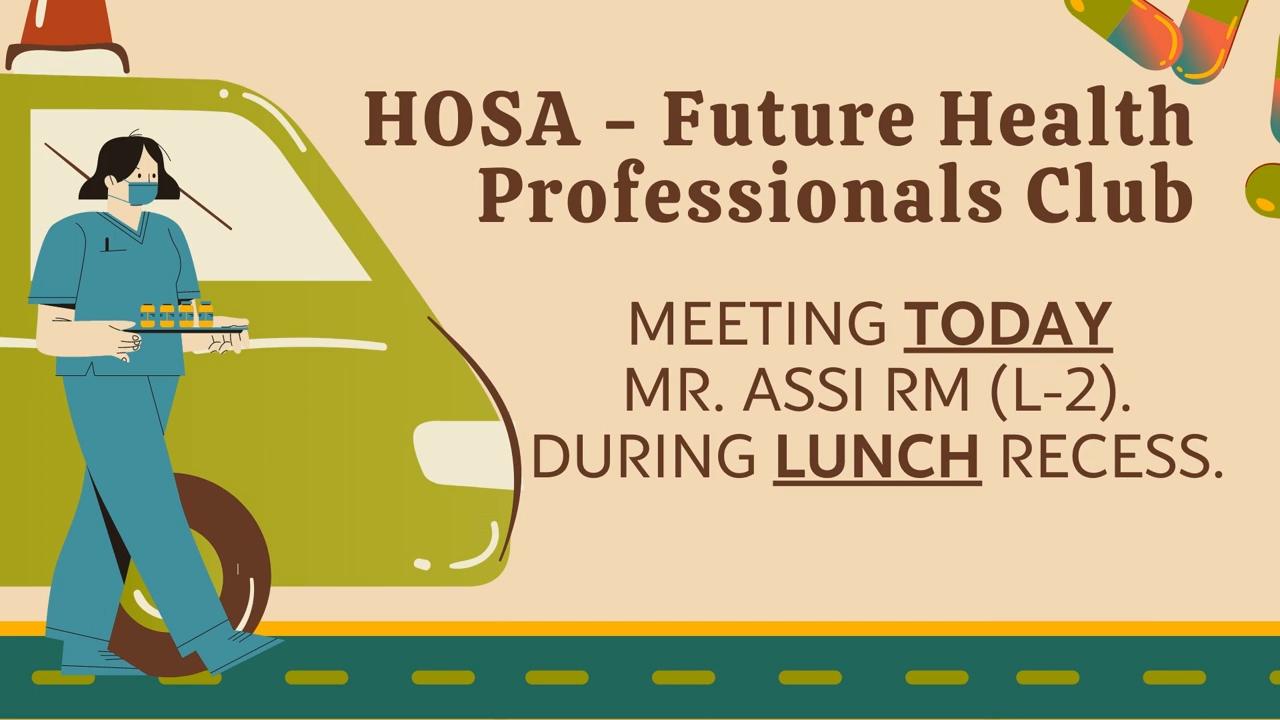 HOSA – Future Health
Professionals Club
MEETING TODAY
MR. ASSI RM (L-2).
DURING LUNCH RECESS.